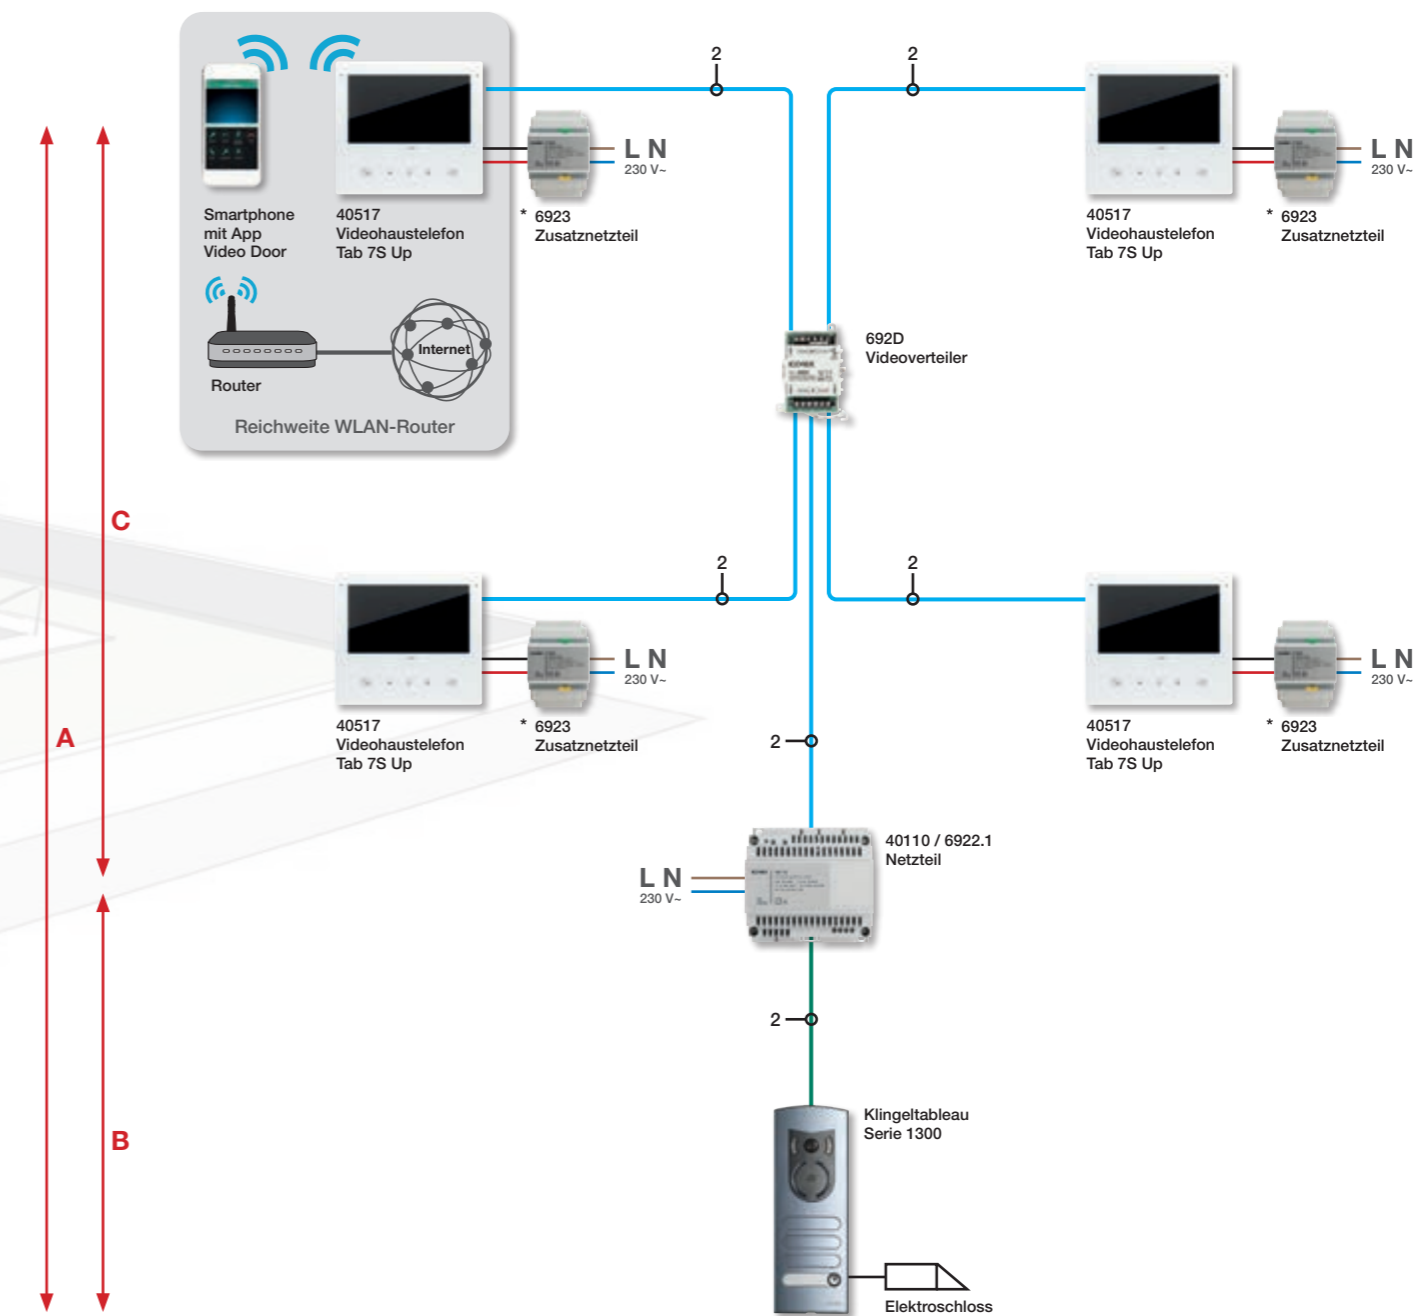 2
2
L N
230 V~
L N
230 V~
Smartphone
mit App
Video Door
40517
Videohaustelefon
Tab 7S Up
* 6923
Zusatznetzteil
40517
Videohaustelefon
Tab 7S Up
* 6923
Zusatznetzteil
Internet
Router
Reichweite WLAN-Router
692D
Videoverteiler
C
2
2
L N
230 V~
L N
230 V~
40517
Videohaustelefon
Tab 7S Up
* 6923
Zusatznetzteil
40517
Videohaustelefon
Tab 7S Up
* 6923
Zusatznetzteil
A
2
40110 / 6922.1
Netzteil
L N
230 V~
2
B
Klingeltableau
Serie 1300
Elektroschloss